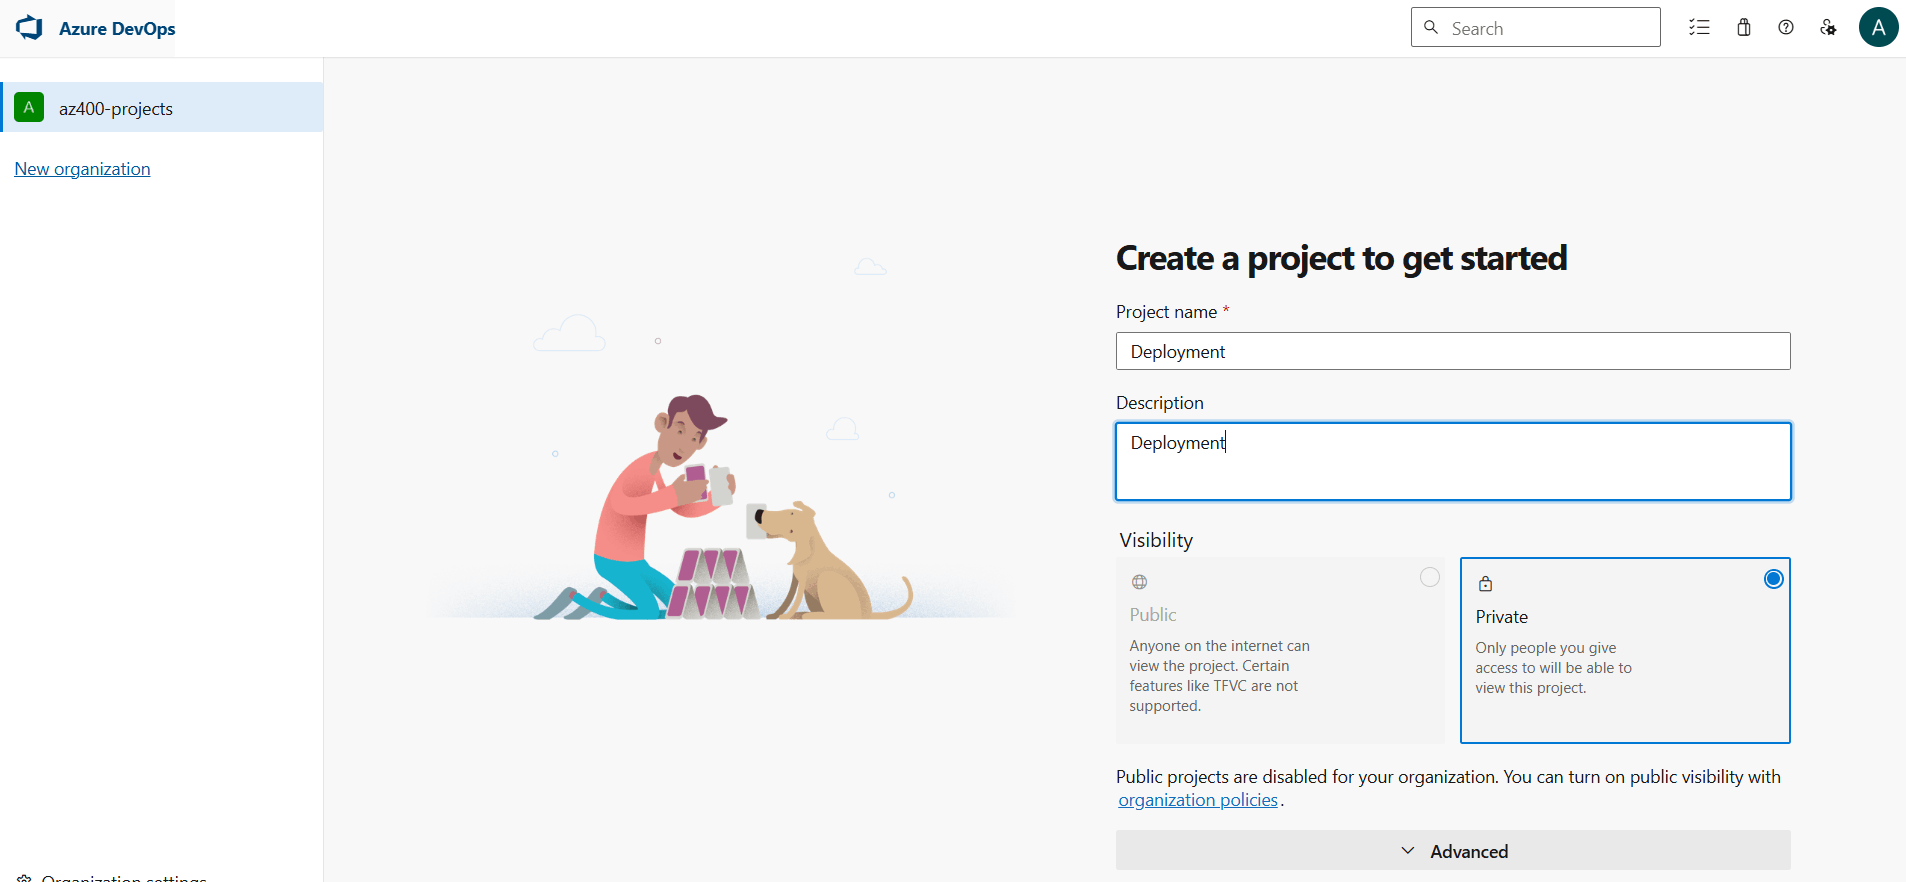 Azure DevOps
Search
A
A
az400-projects
New organization
Create a project to get started
Project name *
Deployment
Description
Deployment
Visibility
Public
Anyone on the internet can
view the project. Certain
features like TFVC are not
supported.
Private
Only people you give
access to will be able to
view this project.
Public projects are disabled for your organization. You can turn on public visibility with
organization policies.
Advanced
Organization settings